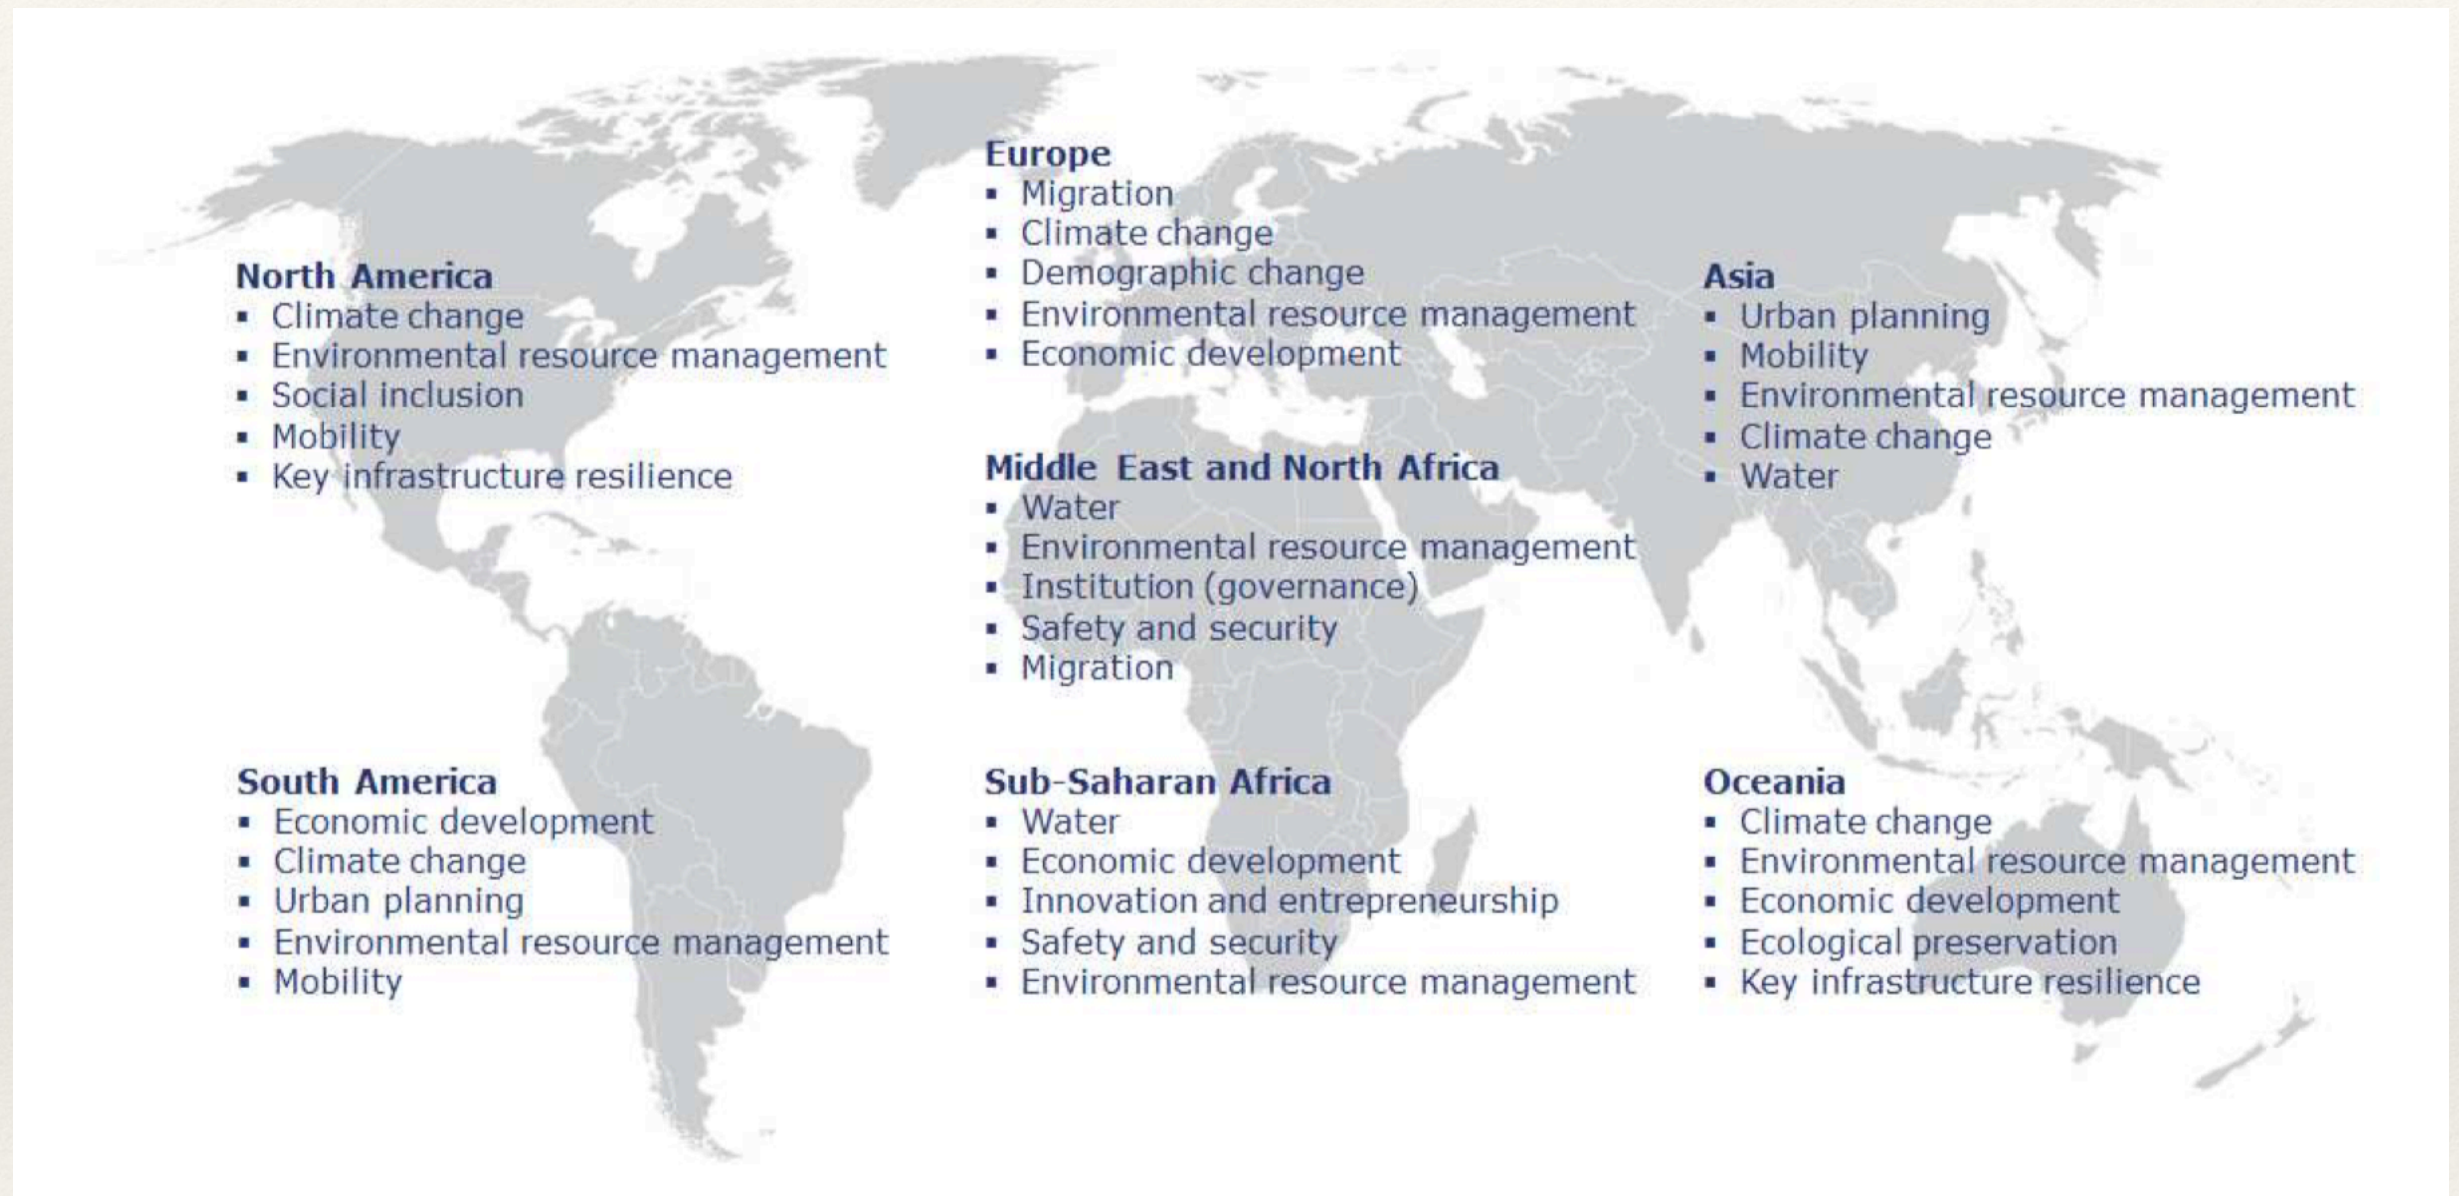 North America
▪ Climate change
▪ Environmental resource management
▪ Social inclusion
▪ Mobility
▪ Key infrastructure resilience
Europe
▪ Migration
▪ Climate change
▪ Demographic change
▪ Environmental resource management
▪ Economic development
Asia
▪ Urban planning
▪ Mobility
▪ Environmental resource management
▪ Climate change
▪ Water
Middle East and North Africa
▪ Water
▪ Environmental resource management
▪ Institution (governance)
▪ Safety and security
▪ Migration
South America
▪ Economic development
▪ Climate change
▪ Urban planning
▪ Environmental resource management
▪ Mobility
Sub-Saharan Africa
▪ Water
▪ Economic development
▪ Innovation and entrepreneurship
▪ Safety and security
▪ Environmental resource management
Oceania
▪ Climate change
▪ Environmental resource management
▪ Economic development
▪ Ecological preservation
▪ Key infrastructure resilience